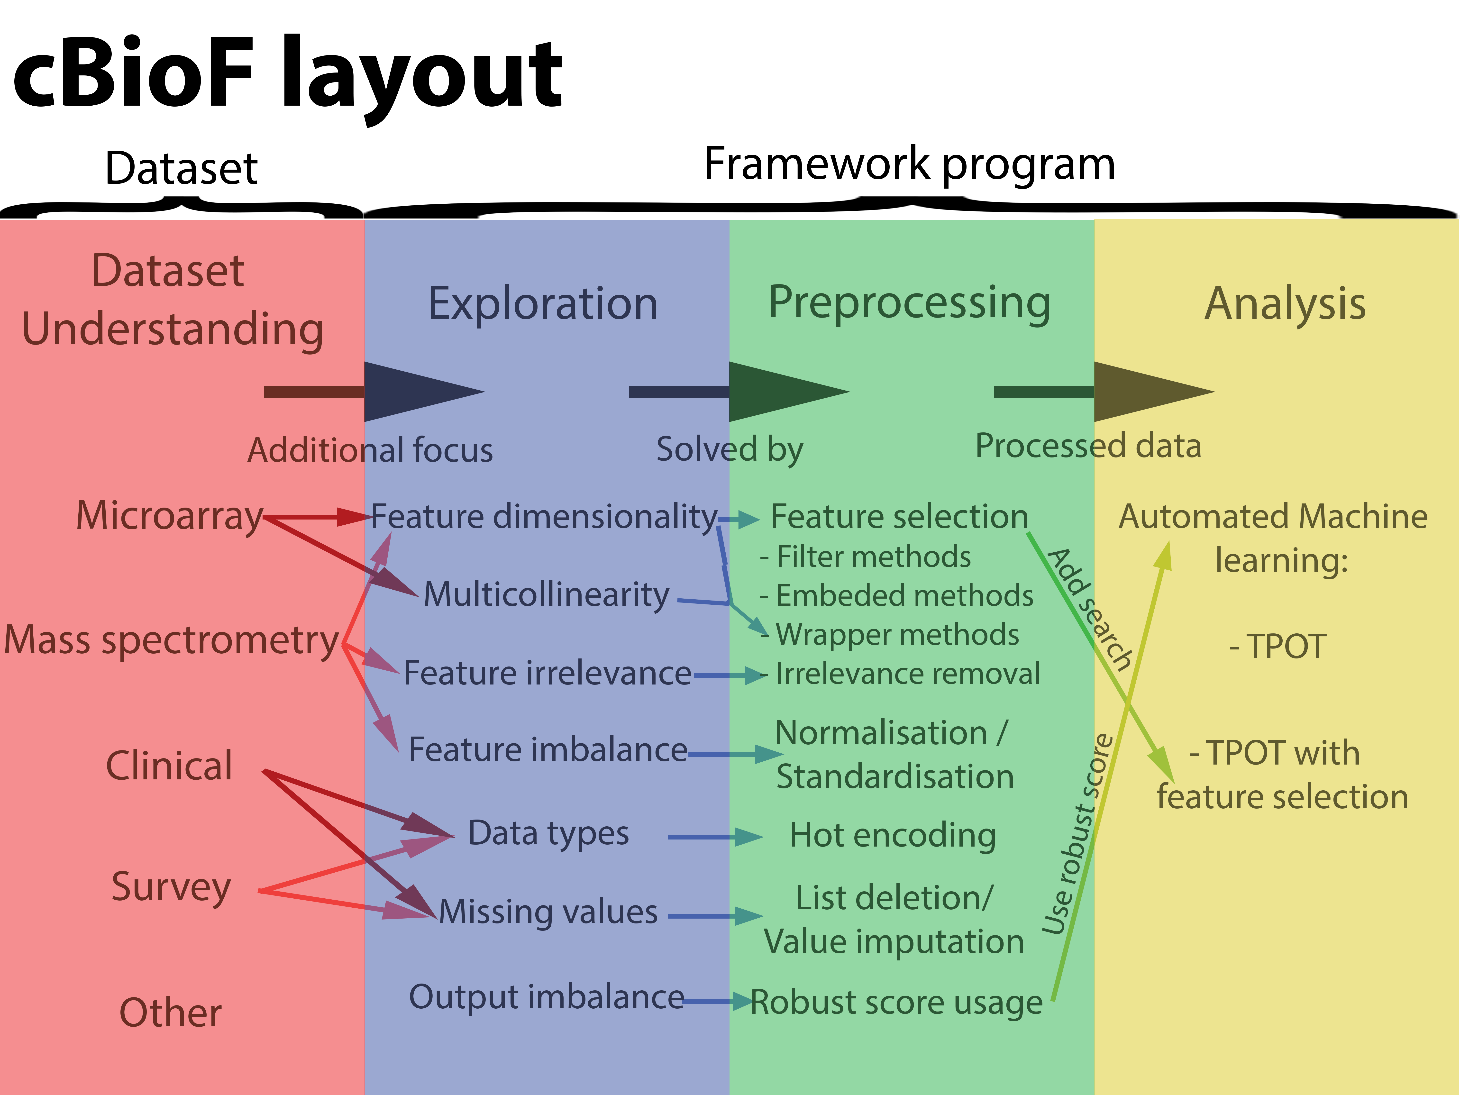 cBioF layout
Dataset
Framework program
Dataset
Understanding
Exploration
Preprocessing
Analysis
Additional focus
Solved by
Processed data
Microarray
Mass spectrometry
Clinical
Survey
Other
Feature dimensionality
Multicollinearity
Feature irrelevance
Feature imbalance
Data types
Missing values
Output imbalance
Feature selection
- Filter methods
- Embeded methods
- Wrapper methods
- Irrelevance removal
Normalisation /
Standardisation
Hot encoding
List deletion/
Value imputation
Robust score usage
Add search
Use robust score
Automated Machine
learning:
- TPOT
- TPOT with
feature selection